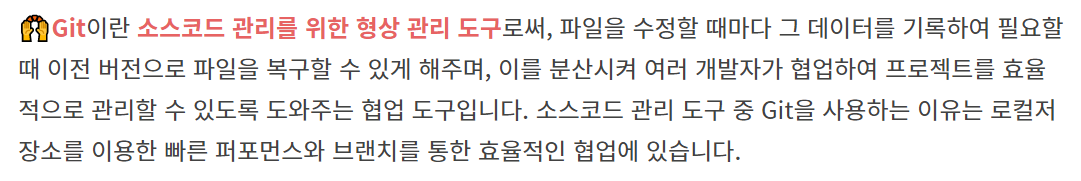 Git이란 소스코드 관리를 위한 형상 관리 도구로써, 파일을 수정할 때마다 그 데이터를 기록하여 필요할
때 이전 버전으로 파일을 복구할 수 있게 해주며, 이를 분산시켜 여러 개발자가 협업하여 프로젝트를 효율
적으로 관리할 수 있도록 도와주는 협업 도구입니다. 소스코드 관리 도구 중 Git을 사용하는 이유는 로컬저
장소를 이용한 빠른 퍼포먼스와 브랜치를 통한 효율적인 협업에 있습니다.